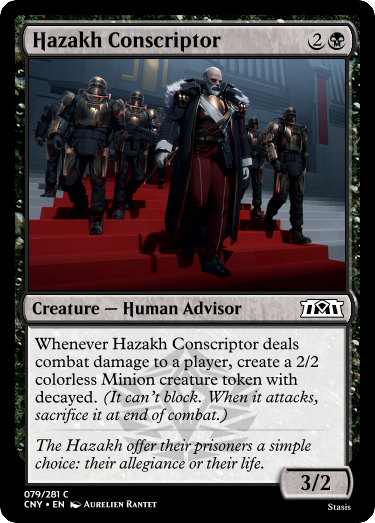 Hazakh Conscriptor 2
Creature — Human Advisor
Whenever Hazakh Conscriptor deals
combat damage to a player, create a 2/2
colorless Minion creature token with
decayed. (It can't block. When it attacks,
sacrifice it at end of combat.)
The Hazakh offer their prisoners a simple
choice: their allegiance or their life.
3/2
079/281 C
CNY • EN Aurelien Rantet
Stasis